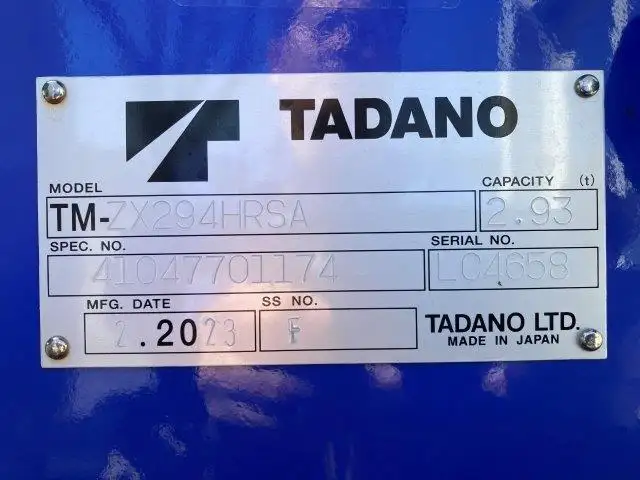 TADANO
MODEL
CAPACITY (t)
TM-ZX294HRSA
2.93
SPEC. NO.
SERIAL NO.
41047701174
LC4658
MFG. DATE
SS NO.
2.2023
F
TADANO LTD.
MADE IN JAPAN